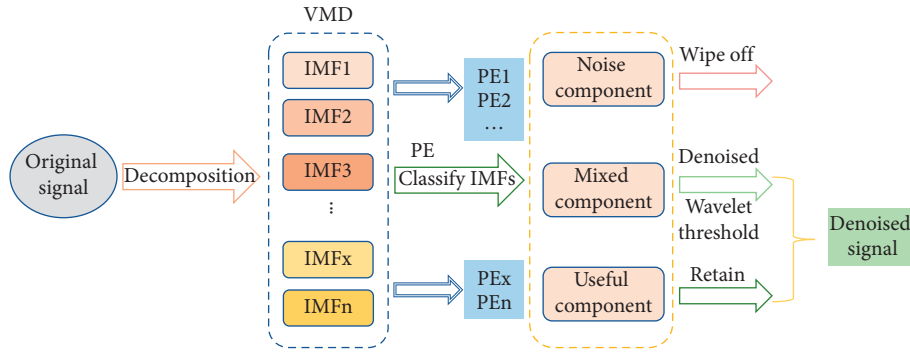 VMD
Original
signal
Decomposition
IMF1
IMF2
IMF3
...
IMFx
IMFn
PE
Classify IMFs
PE1
PE2
...
PEx
PEn
Noise
component
Mixed
component
Useful
component
Wipe off
Denoised
Wavelet
threshold
Retain
Denoised
signal